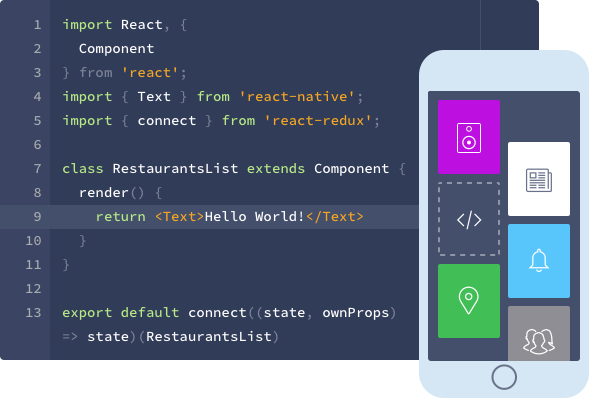 1 import React, {
2 Component
3 } from 'react';
4 import { Text } from 'react-native';
5 import { connect } from 'react-redux';
6
7 class RestaurantsList extends Component {
8 render() {
9 return <Text>Hello World!</Text>
10 }
11 }
12
13 export default connect((state, ownProps)
=> state)(RestaurantsList)
</>